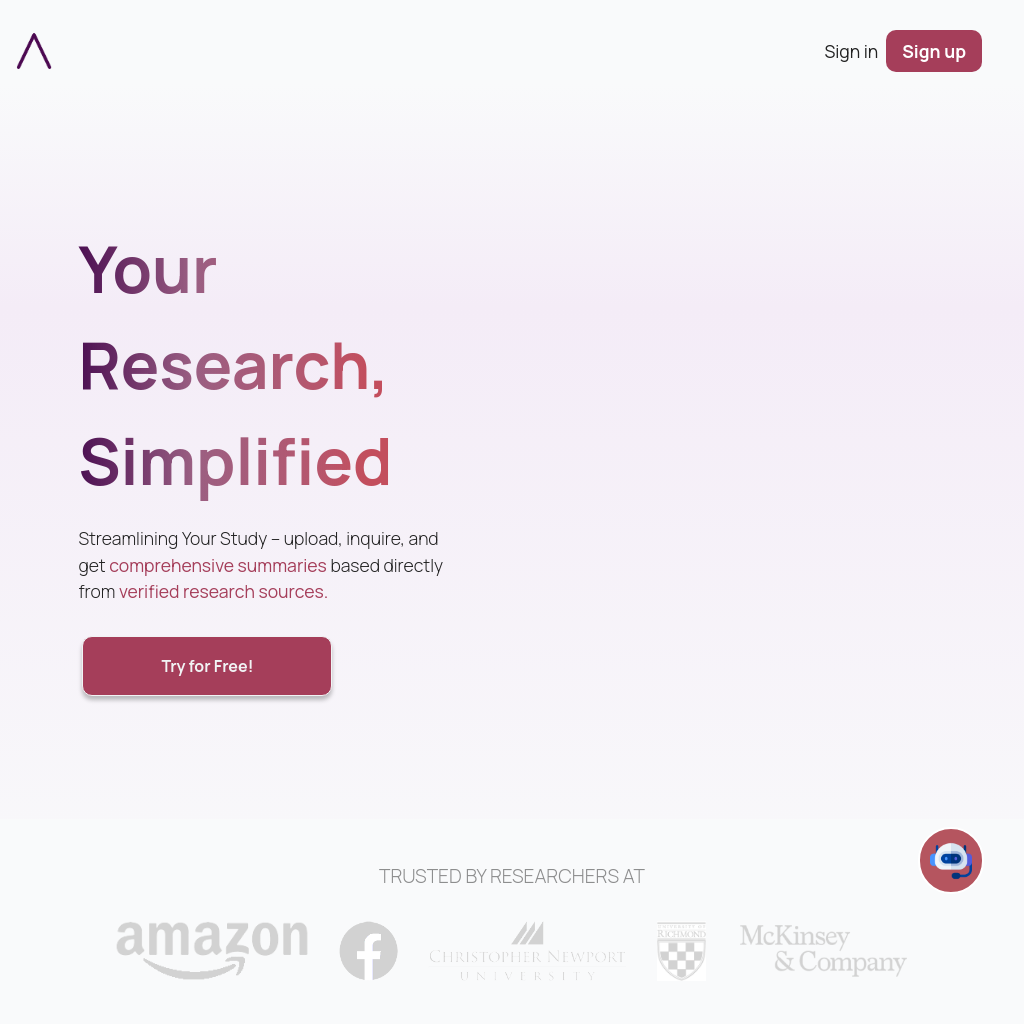 Sign in
Sign up
Your
Research,
Simplified
Streamlining Your Study – upload, inquire, and
get comprehensive summaries based directly
from verified research sources.
Try for Free!
TRUSTED BY RESEARCHERS AT
amazon
CHRISTOPHER NEWPORT
UNIVERSITY
RICHMOND
McKinsey
& Company